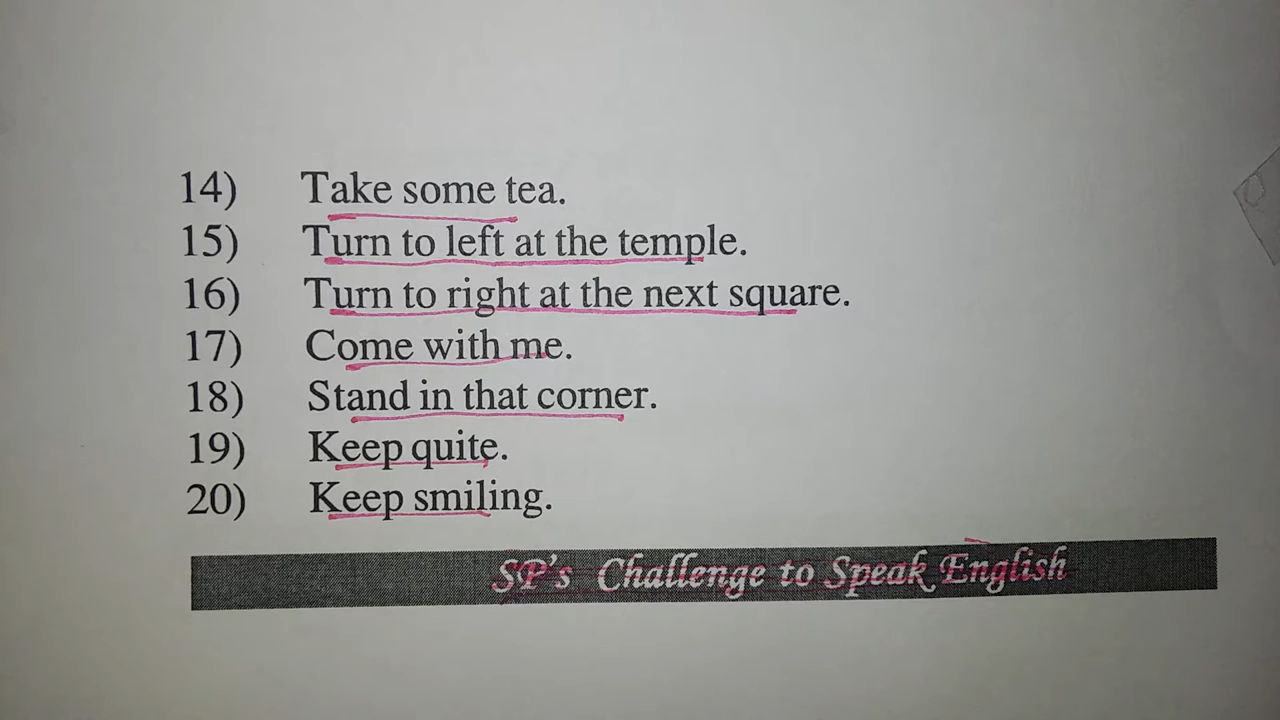 14) Take some tea.
15) Turn to left at the temple.
16) Turn to right at the next square.
17) Come with me.
18) Stand in that corner.
19) Keep quite.
20) Keep smiling.
SP's Challenge to Speak English